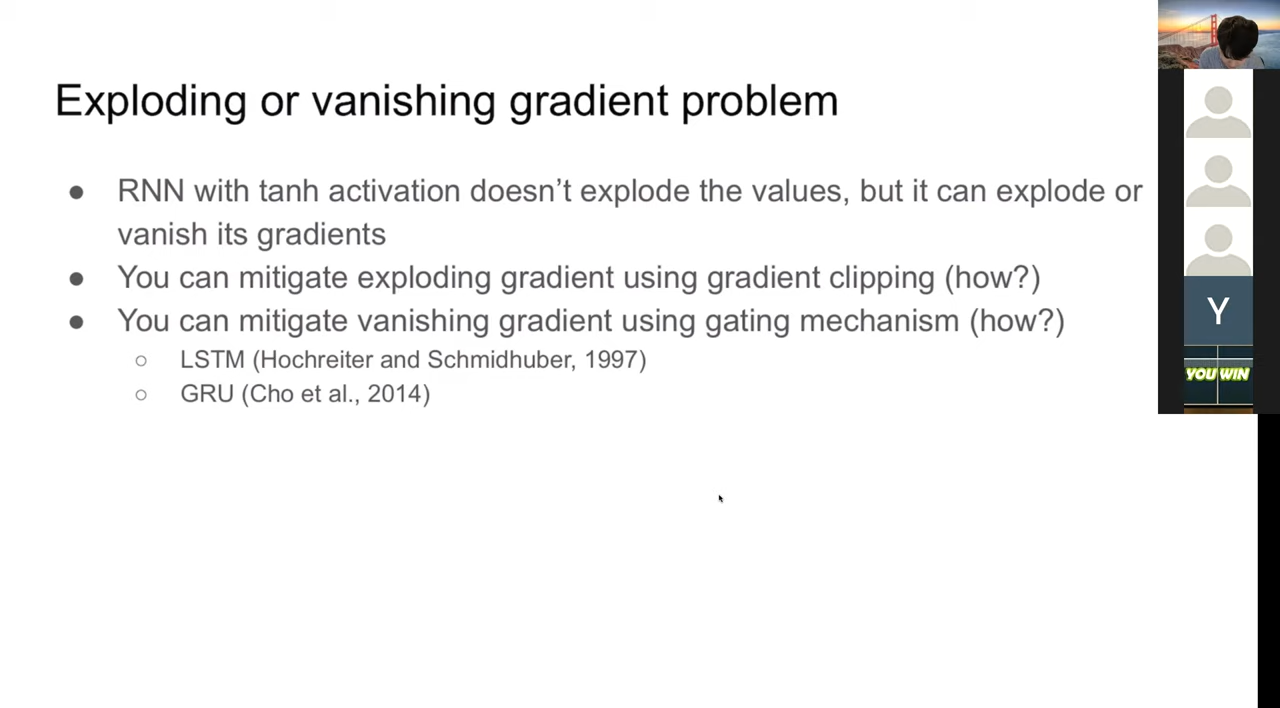 Exploding or vanishing gradient problem
● RNN with tanh activation doesn't explode the values, but it can explode or
vanish its gradients
● You can mitigate exploding gradient using gradient clipping (how?)
● You can mitigate vanishing gradient using gating mechanism (how?)
○ LSTM (Hochreiter and Schmidhuber, 1997)
○ GRU (Cho et al., 2014)
Y
YOU WIN